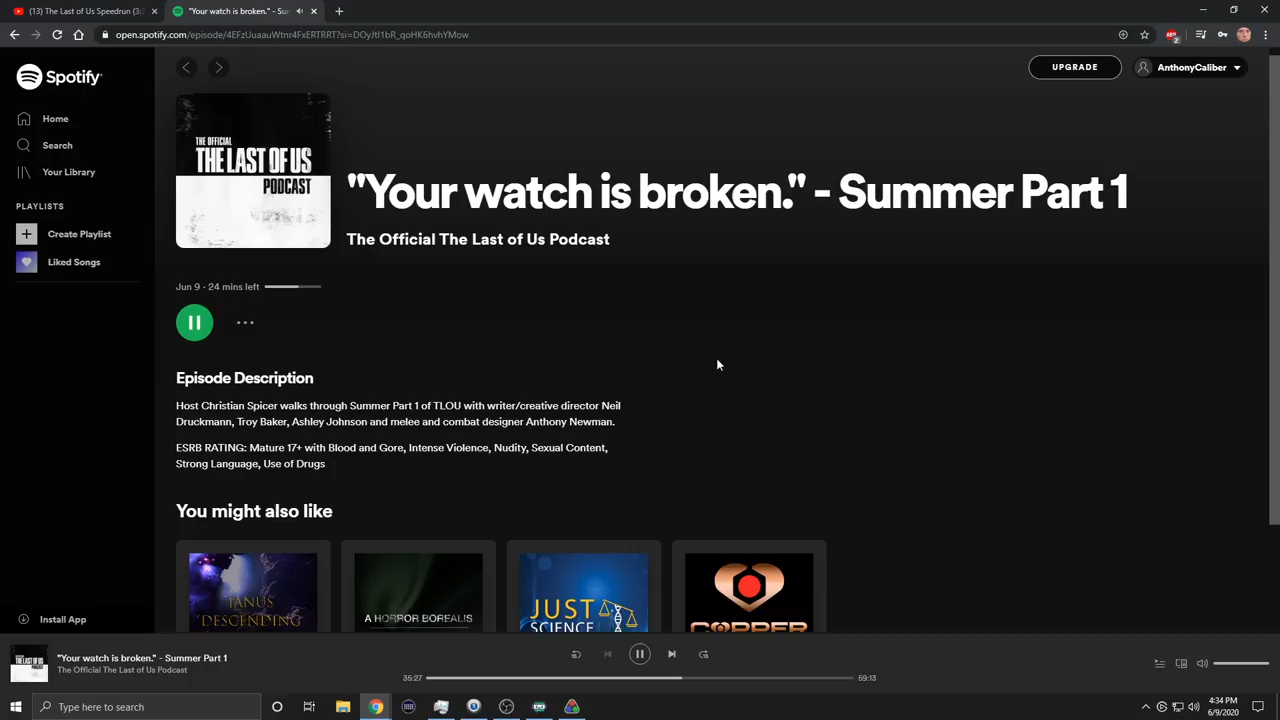 (13) The Last of Us Speedrun (3:3
"Your watch is broken." - Sum
open.spotify.com/episode/4EFzUuaauWtnr4FxERTRRT?si=DOyJtI1bR_qoHK6hvhYMow
2
Spotify
UPGRADE
AnthonyCaliber
Home
Search
Your Library
PLAYLISTS
Create Playlist
Liked Songs
THE OFFICIAL
THE LAST OF US
PODCAST
"Your watch is broken." - Summer Part 1
The Official The Last of Us Podcast
Jun 9 · 24 mins left
Episode Description
Host Christian Spicer walks through Summer Part 1 of TLOU with writer/creative director Neil
Druckmann, Troy Baker, Ashley Johnson and melee and combat designer Anthony Newman.
ESRB RATING: Mature 17+ with Blood and Gore, Intense Violence, Nudity, Sexual Content,
Strong Language, Use of Drugs
You might also like
JANUS
DESCENDING
A HORROR BOREALIS
JUST
SCIENCE
COPPER
Install App
"Your watch is broken." - Summer Part 1
The Official The Last of Us Podcast
35:27
59:13
Type here to search
4:34 PM
6/9/2020